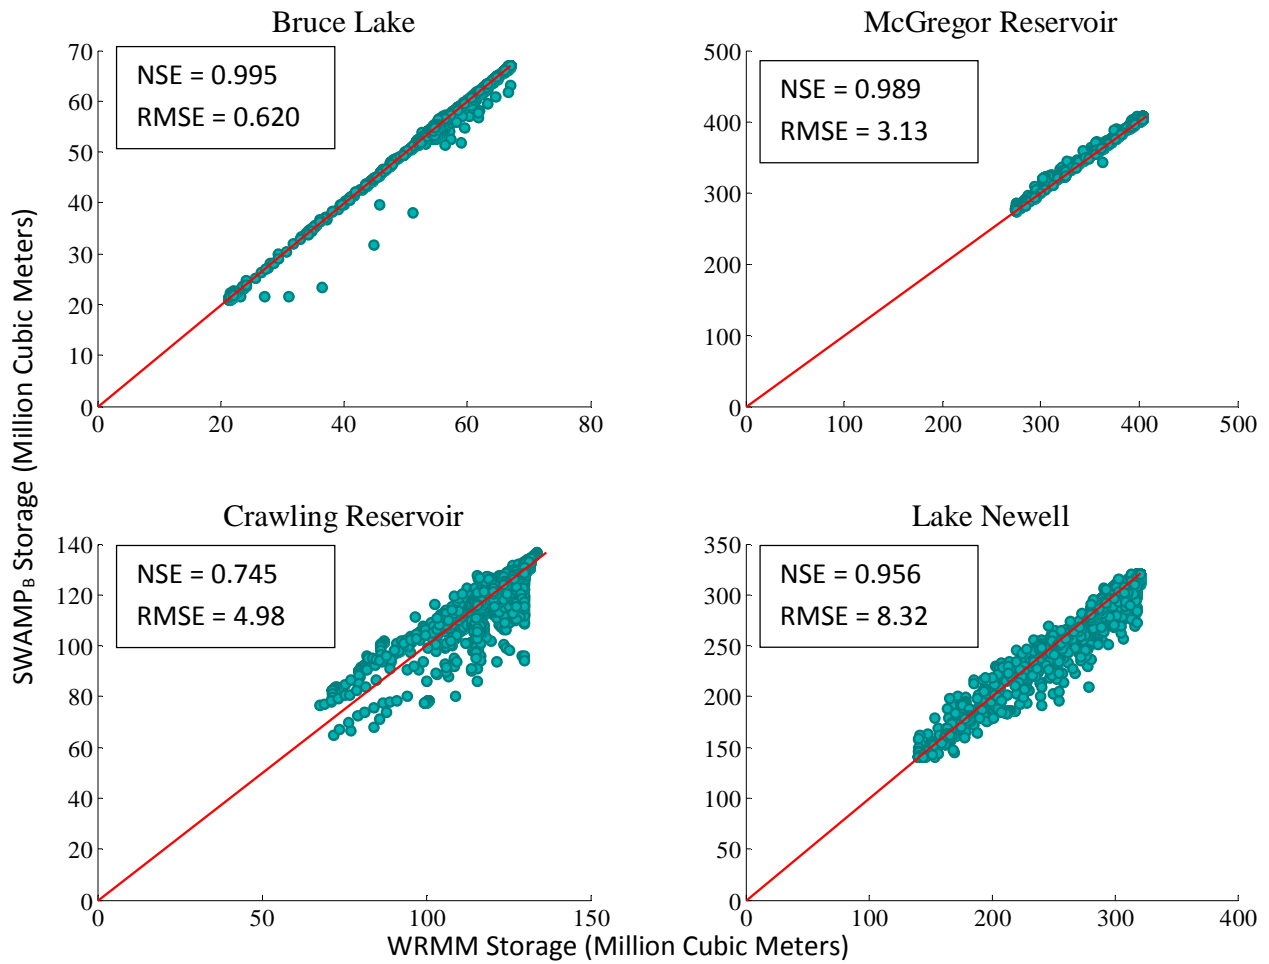 Bruce Lake
NSE = 0.995
RMSE = 0.620
70
60
50
40
30
20
10
0
0 20 40 60 80
McGregor Reservoir
NSE = 0.989
RMSE = 3.13
500
400
300
200
100
0
0 100 200 300 400 500
SWAMP_B Storage (Million Cubic Meters)
Crawling Reservoir
NSE = 0.745
RMSE = 4.98
140
120
100
80
60
40
20
0
0 50 100 150
Lake Newell
NSE = 0.956
RMSE = 8.32
350
300
250
200
150
100
50
0
0 100 200 300 400
WRMM Storage (Million Cubic Meters)